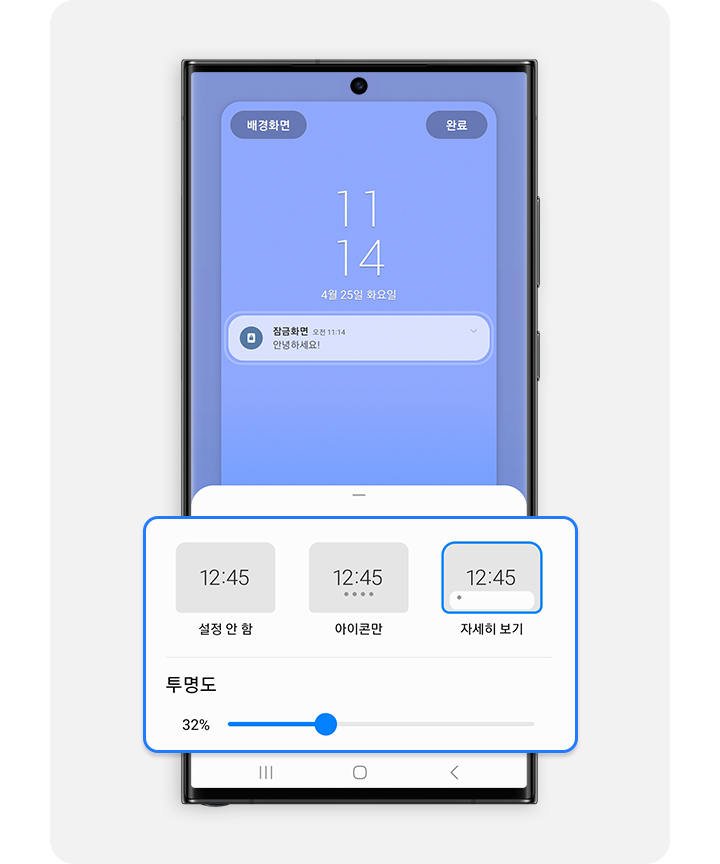 배경화면
완료
11
14
4월 25일 화요일
잠금화면 오전 11:14
안녕하세요!
12:45
12:45
12:45
설정 안 함
아이콘만
자세히 보기
투명도
32%